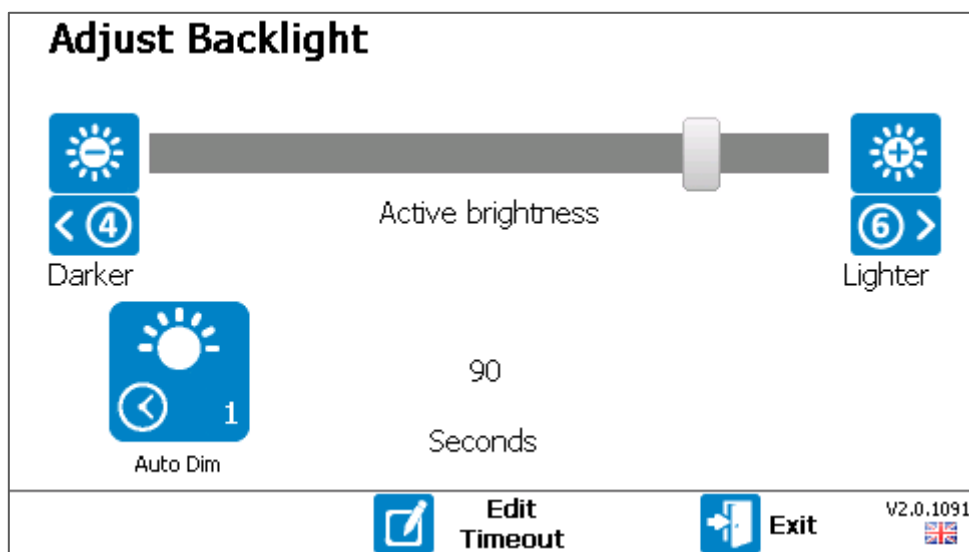 Adjust Backlight
Active brightness
< 4
6 >
Darker
Lighter
90
1
Seconds
Auto Dim
Edit
Timeout
Exit
V2.0.1091